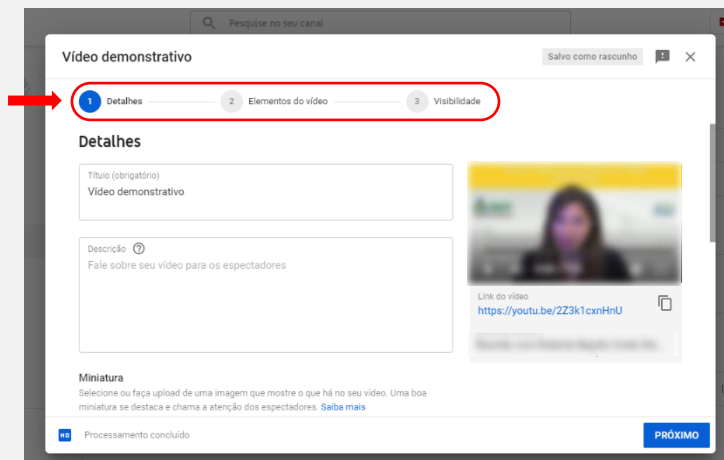 Pesquise no seu canal
Vídeo demonstrativo
Salvo como rascunho
1 Detalhes
2 Elementos do vídeo
3 Visibilidade
Detalhes
Título (obrigatório)
Vídeo demonstrativo
Descrição ?
Fale sobre seu vídeo para os espectadores
Link do vídeo
https://youtu.be/2Z3k1cxnHnU
Miniatura
Selecione ou faça upload de uma imagem que mostre o que há no seu vídeo. Uma boa
miniatura se destaca e chama a atenção dos espectadores. Saiba mais
HD Processamento concluído
PRÓXIMO